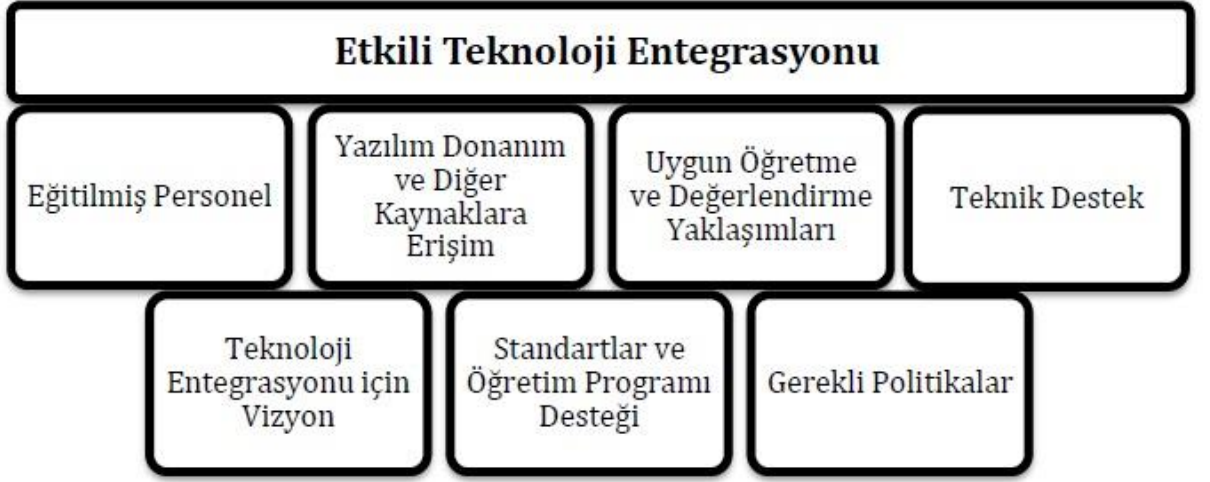 Etkili Teknoloji Entegrasyonu
Eğitilmiş Personel
Yazılım Donanım
ve Diğer
Kaynaklara
Erişim
Uygun Öğretme
ve Değerlendirme
Yaklaşımları
Teknik Destek
Teknoloji
Entegrasyonu için
Vizyon
Standartlar ve
Öğretim Programı
Desteği
Gerekli Politikalar